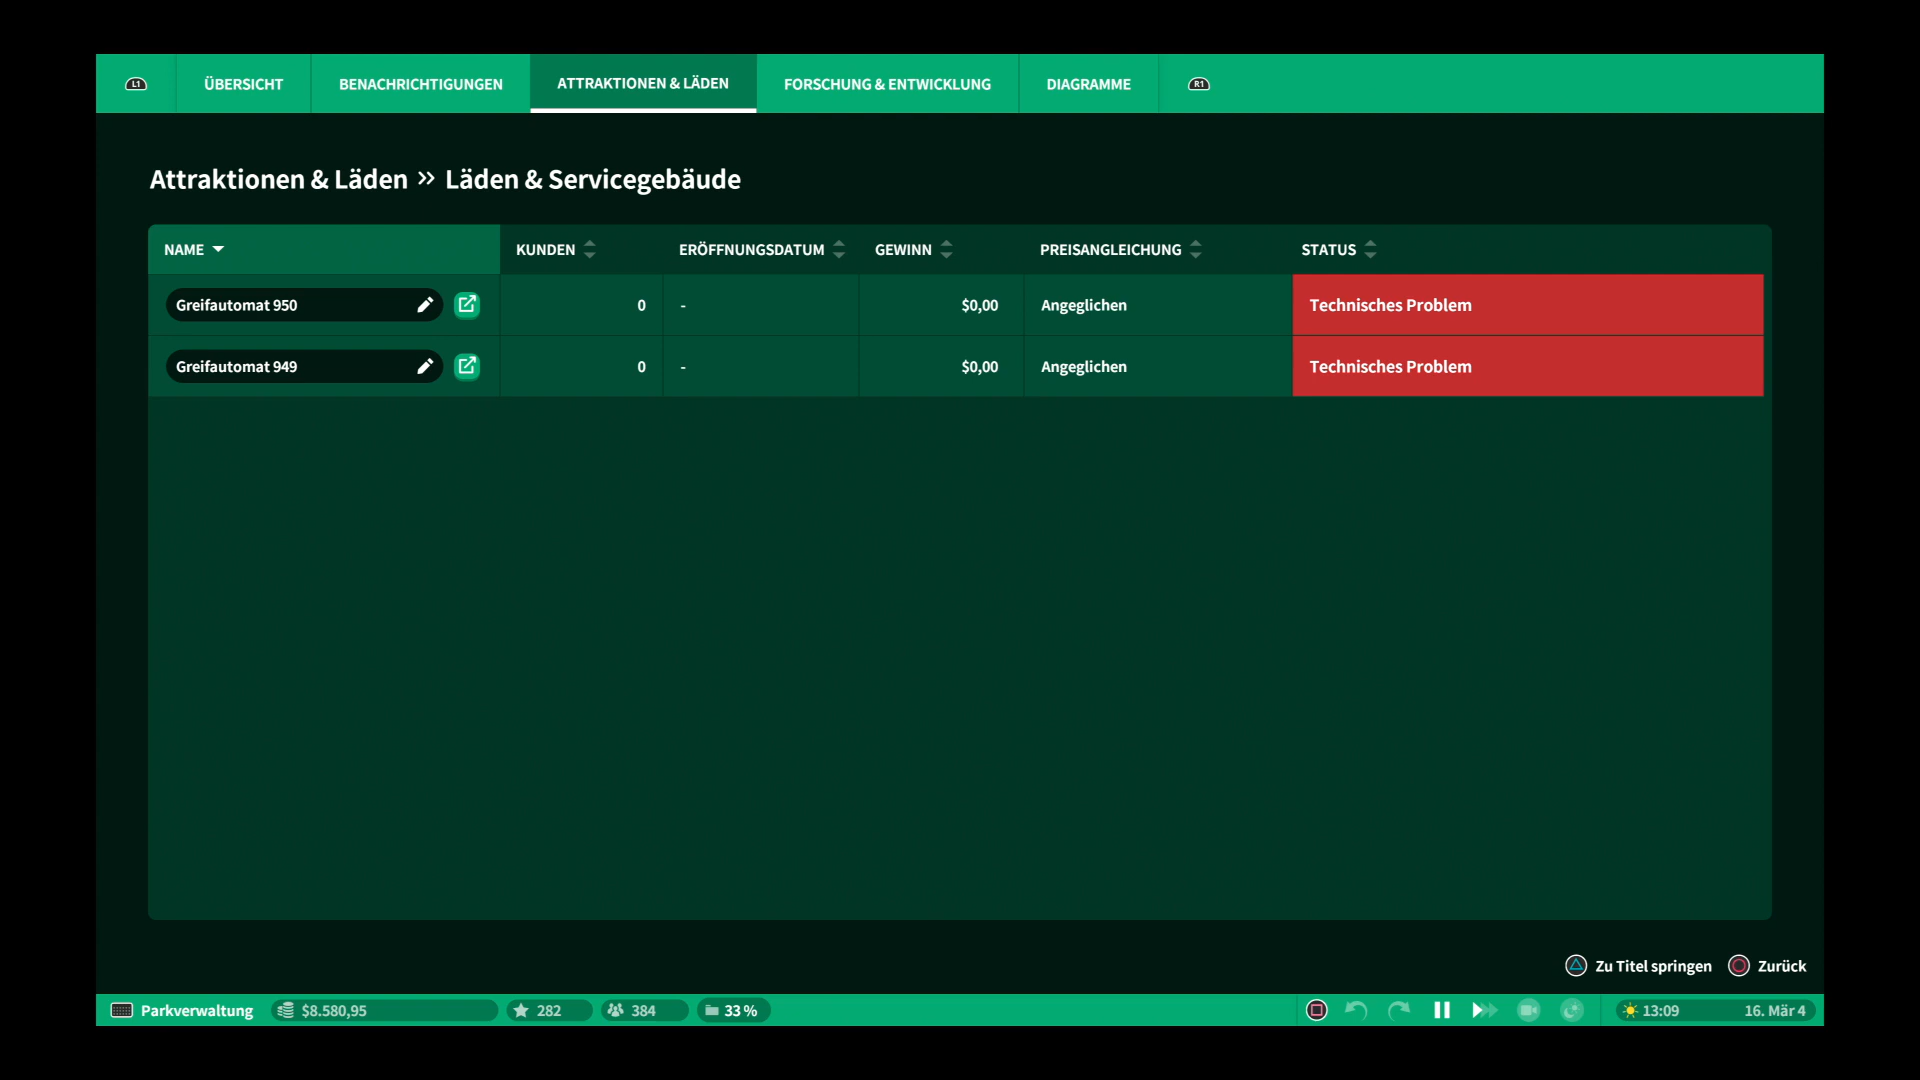 L1 ÜBERSICHT BENACHRICHTIGUNGEN ATTRAKTIONEN & LÄDEN FORSCHUNG & ENTWICKLUNG DIAGRAMME R1
Attraktionen & Läden » Läden & Servicegebäude
NAME KUNDEN ERÖFFNUNGSDATUM GEWINN PREISANGLEICHUNG STATUS
Greifautomat 950 0 - $0,00 Angeglichen Technisches Problem
Greifautomat 949 0 - $0,00 Angeglichen Technisches Problem
Zu Titel springen Zurück
Parkverwaltung $8.580,95 282 384 33 % 13:09 16. Mär 4